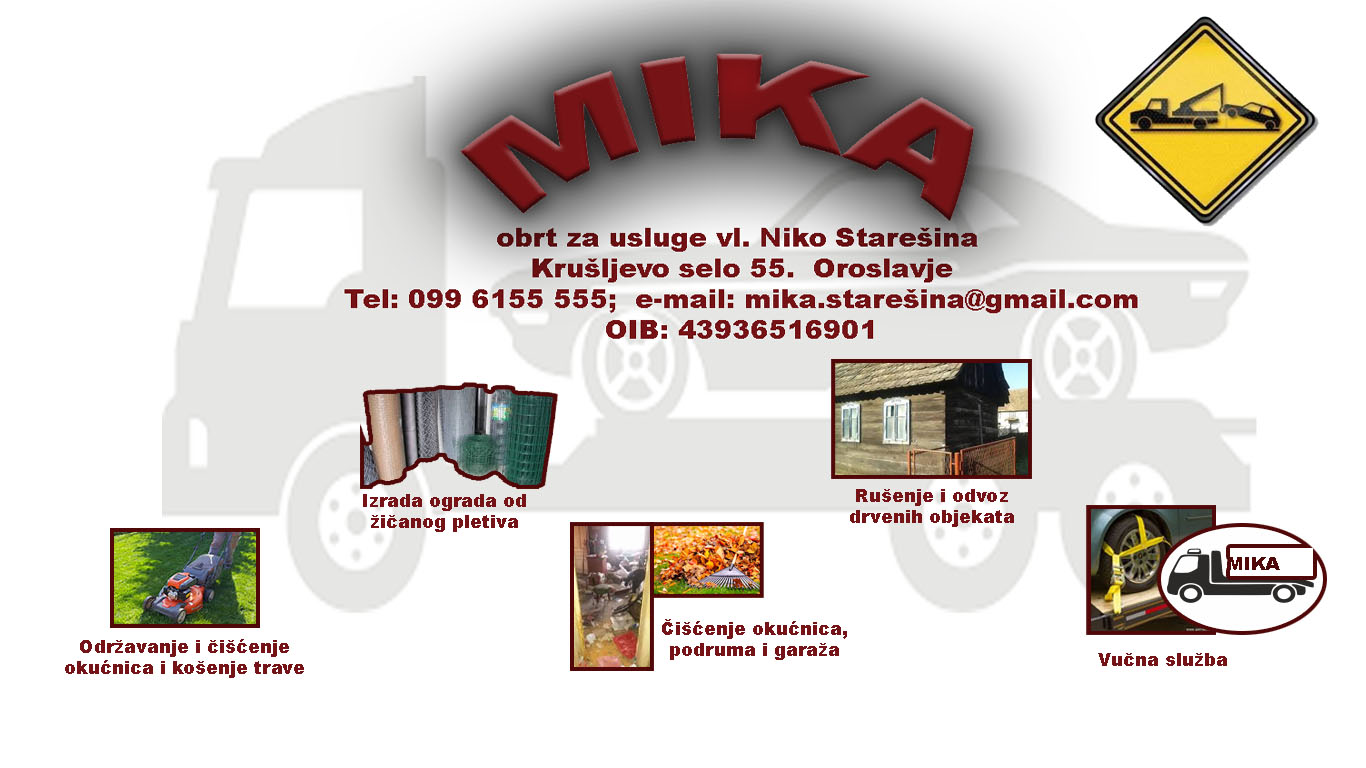 MIKA
obrt za usluge vl. Niko Starešina
Krušljevo selo 55. Oroslavje
Tel: 099 6155 555; e-mail: mika.starešina@gmail.com
OIB: 43936516901
Izrada ograda od
žičanog pletiva
Rušenje i odvoz
drvenih objekata
Održavanje i čišćenje
okućnica i košenje trave
Čišćenje okućnica,
podruma i garaža
MIKA
Vučna služba